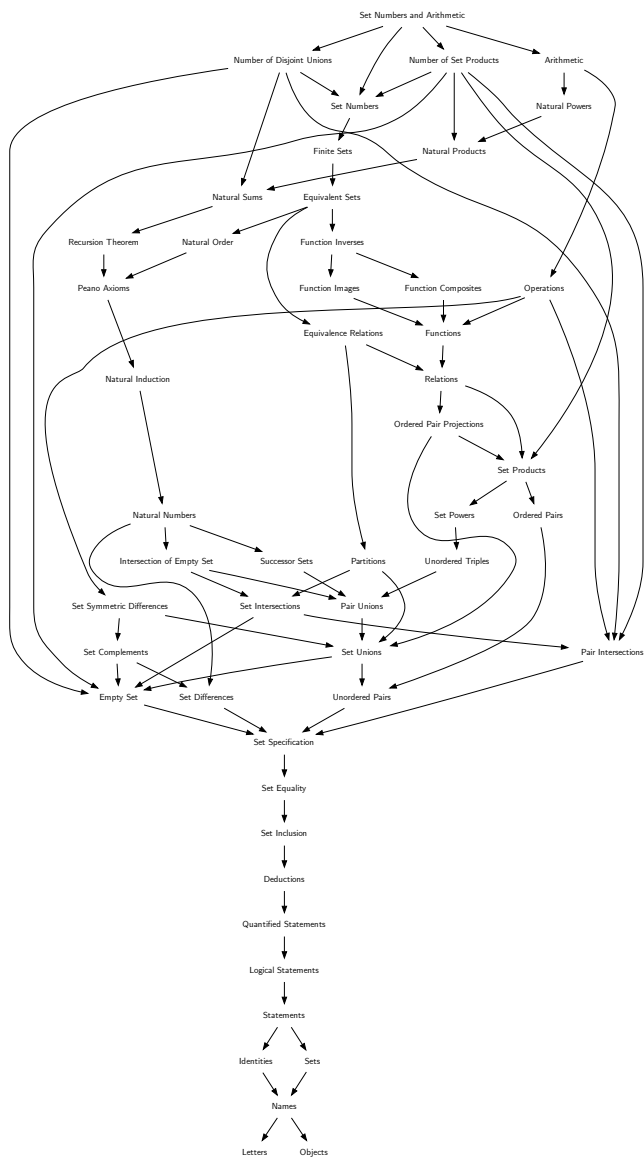 Set Numbers and Arithmetic
Number of Disjoint Unions
Number of Set Products
Arithmetic
Set Numbers
Natural Powers
Finite Sets
Natural Products
Natural Sums
Equivalent Sets
Recursion Theorem
Natural Order
Function Inverses
Peano Axioms
Function Images
Function Composites
Operations
Equivalence Relations
Functions
Natural Induction
Relations
Ordered Pair Projections
Set Products
Natural Numbers
Set Powers
Ordered Pairs
Intersection of Empty Set
Successor Sets
Partitions
Unordered Triples
Set Symmetric Differences
Set Intersections
Pair Unions
Set Complements
Set Unions
Pair Intersections
Empty Set
Set Differences
Unordered Pairs
Set Specification
Set Equality
Set Inclusion
Deductions
Quantified Statements
Logical Statements
Statements
Identities
Sets
Names
Letters
Objects